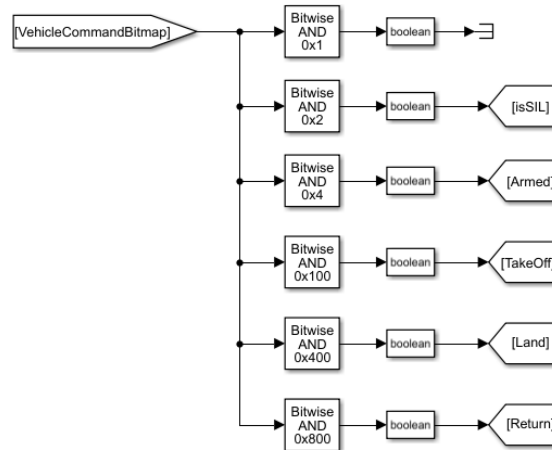 [VehicleCommandBitmap]
Bitwise
AND
0x1
boolean
Bitwise
AND
0x2
boolean
[isSIL]
Bitwise
AND
0x4
boolean
[Armed]
Bitwise
AND
0x100
boolean
[TakeOff]
Bitwise
AND
0x400
boolean
[Land]
Bitwise
AND
0x800
boolean
[Return]